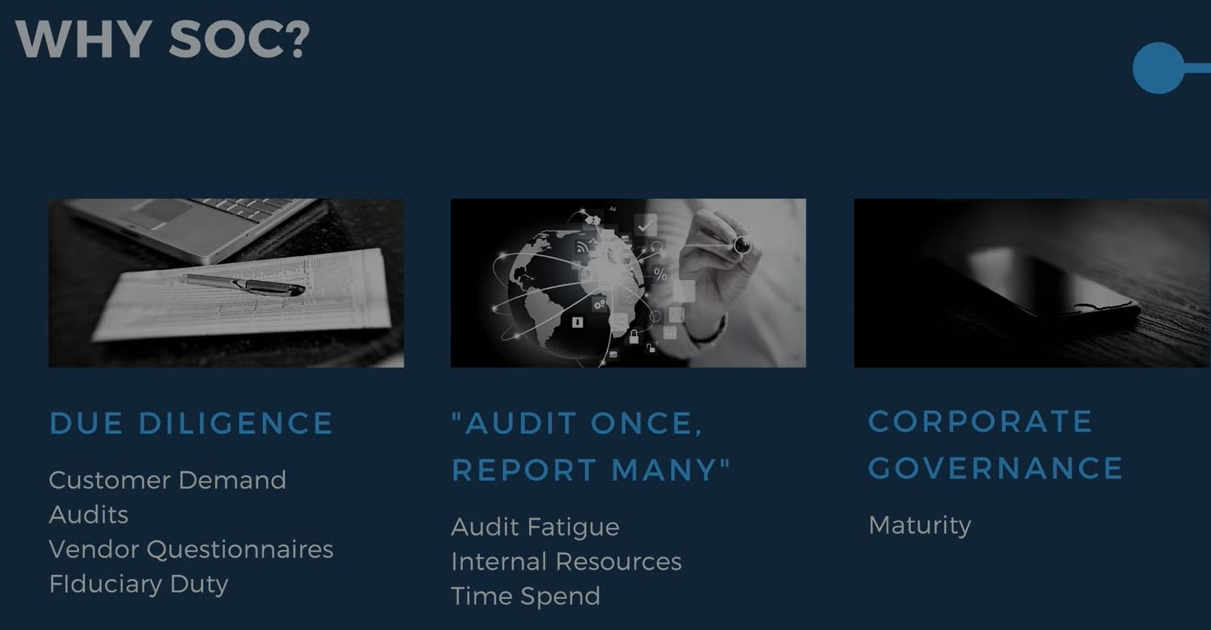 WHY SOC?
DUE DILIGENCE
Customer Demand
Audits
Vendor Questionnaires
FIduciary Duty
"AUDIT ONCE,
REPORT MANY"
Audit Fatigue
Internal Resources
Time Spend
CORPORATE
GOVERNANCE
Maturity